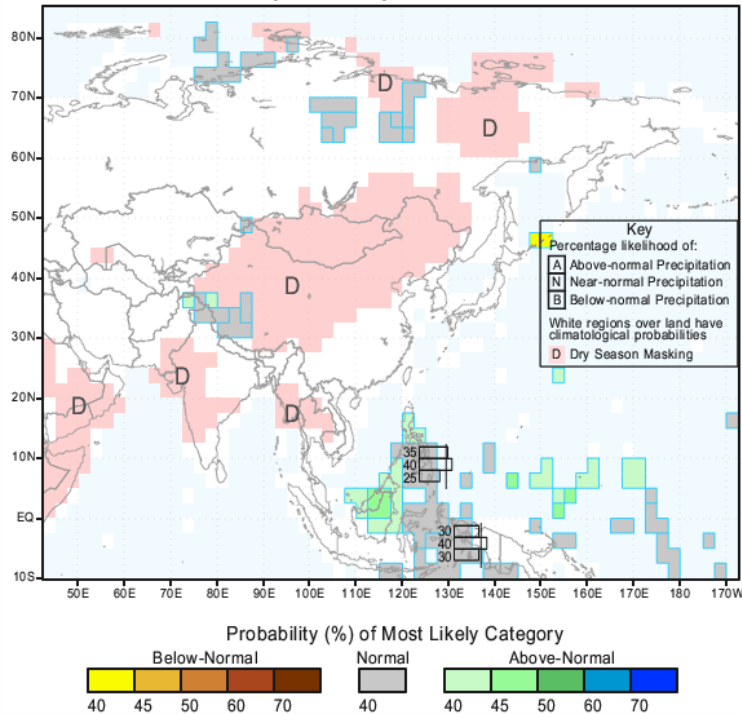 80N
70N
60N
50N
40N
30N
20N
10N
EQ
10S
50E
60E
70E
80E
90E
100E
110E
120E
130E
140E
150E
160E
170E
180
170W
D
D
D
D
D
D
35
40
25
30
40
30
Key
Percentage likelihood of:
A Above-normal Precipitation
N Near-normal Precipitation
B Below-normal Precipitation
White regions over land have
climatological probabilities
D Dry Season Masking
Probability (%) of Most Likely Category
Below-Normal Normal Above-Normal
40 45 50 60 70 40 40 45 50 60 70